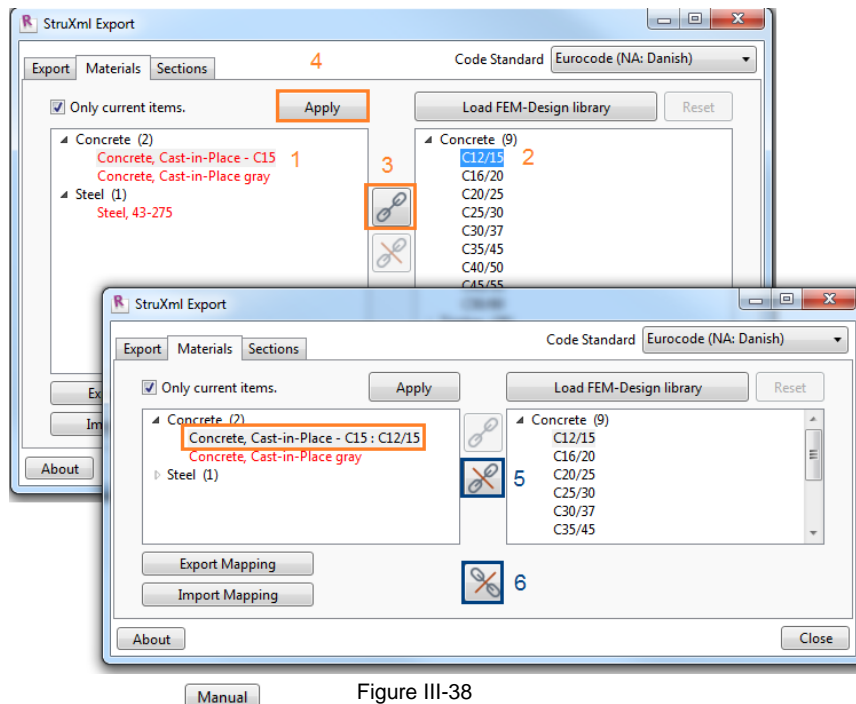 StruXml Export
4
Code Standard Eurocode (NA: Danish)
Export Materials Sections
Only current items.
Apply
Load FEM-Design library
Reset
Concrete (2)
Concrete, Cast-in-Place - C15
1
Concrete, Cast-in-Place gray
Steel (1)
Steel, 43-275
3
Concrete (9)
C12/15
2
C16/20
C20/25
C25/30
C30/37
C35/45
C40/50
C45/55
Ex
Im
About
StruXml Export
Code Standard Eurocode (NA: Danish)
Export Materials Sections
Only current items.
Apply
Load FEM-Design library
Reset
Concrete (2)
Concrete, Cast-in-Place - C15 : C12/15
Concrete, Cast-in-Place gray
Steel (1)
5
Concrete (9)
C12/15
C16/20
C20/25
C25/30
C30/37
C35/45
Export Mapping
Import Mapping
6
About
Close
Manual
Figure III-38